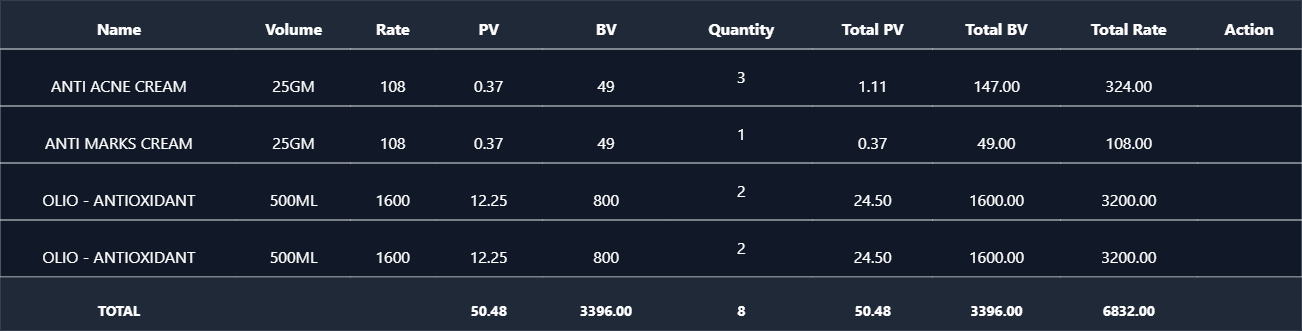 Name Volume Rate PV BV Quantity Total PV Total BV Total Rate Action
ANTI ACNE CREAM 25GM 108 0.37 49 3 1.11 147.00 324.00
ANTI MARKS CREAM 25GM 108 0.37 49 1 0.37 49.00 108.00
OLIO - ANTIOXIDANT 500ML 1600 12.25 800 2 24.50 1600.00 3200.00
OLIO - ANTIOXIDANT 500ML 1600 12.25 800 2 24.50 1600.00 3200.00
TOTAL 50.48 3396.00 8 50.48 3396.00 6832.00